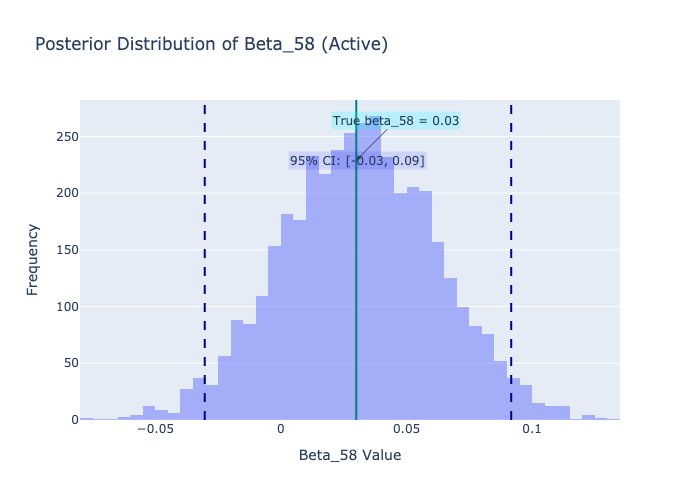 Posterior Distribution of Beta_58 (Active)
True beta_58 = 0.03
95% CI: [-0.03, 0.09]
250
200
150
100
50
0
Frequency
−0.05
0
0.05
0.1
Beta_58 Value